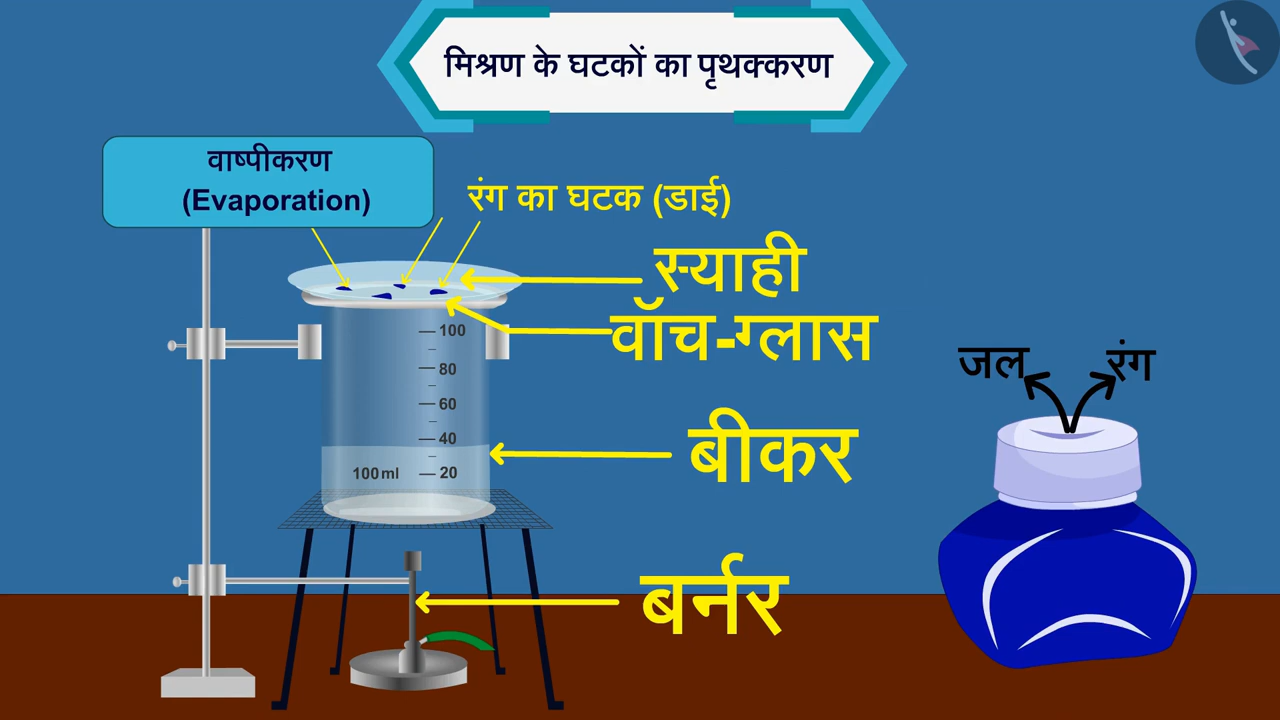 मिश्रण के घटकों का पृथक्करण
वाष्पीकरण
(Evaporation)
रंग का घटक (डाई)
स्याही
वॉच-ग्लास
बीकर
बर्नर
जल
रंग
100
80
60
40
20
100 ml